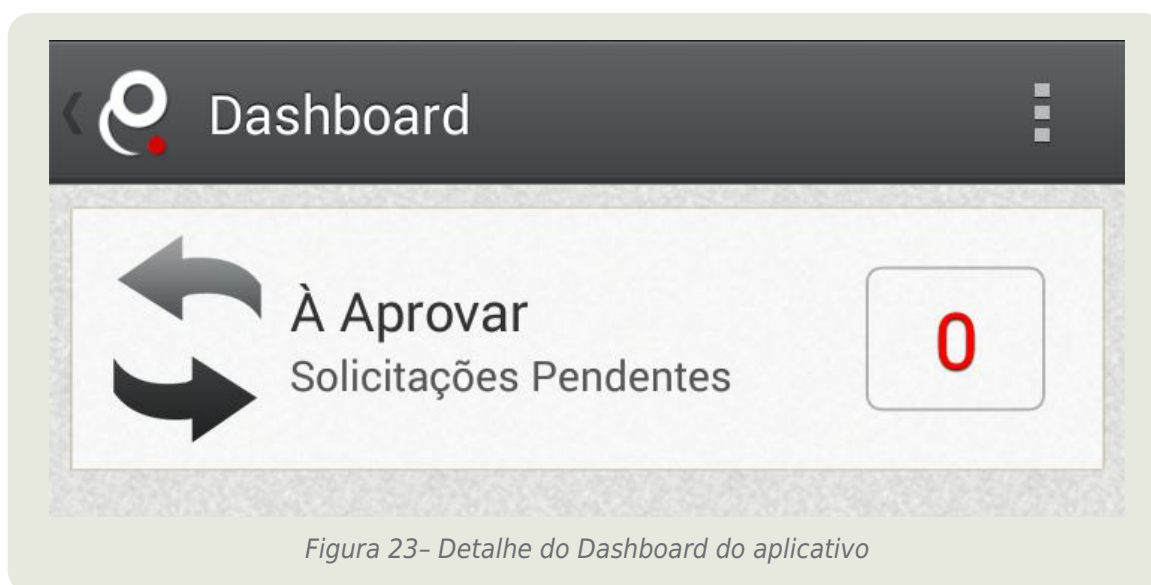 Dashboard
À Aprovar
Solicitações Pendentes
0
Figura 23– Detalhe do Dashboard do aplicativo